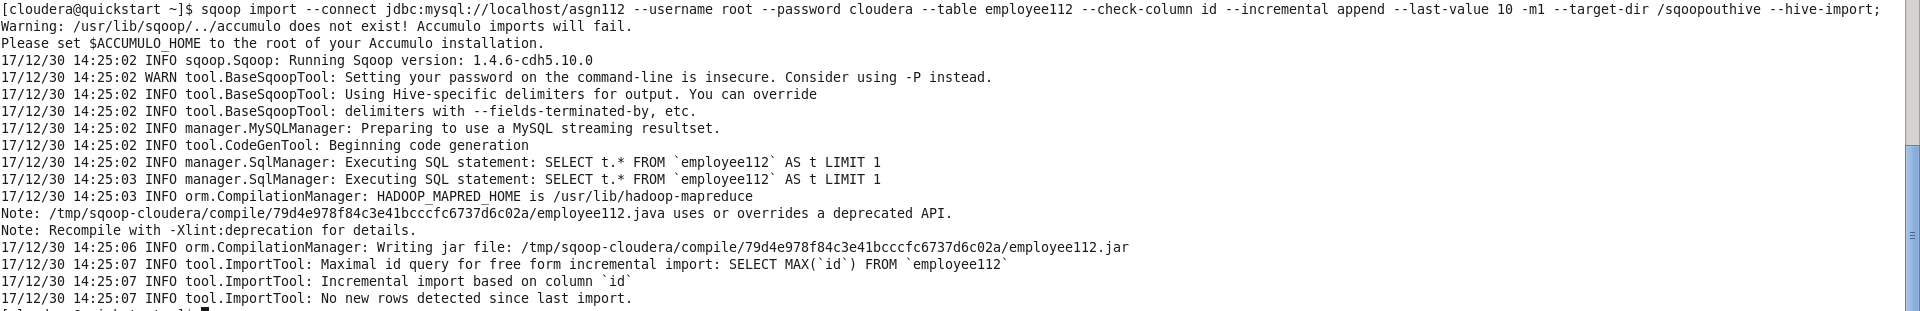 [cloudera@quickstart ~]$ sqoop import --connect jdbc:mysql://localhost/asgn112 --username root --password cloudera --table employee112 --check-column id --incremental append --last-value 10 -m1 --target-dir /sqoopouthive --hive-import;
Warning: /usr/lib/sqoop/../accumulo does not exist! Accumulo imports will fail.
Please set $ACCUMULO_HOME to the root of your Accumulo installation.
17/12/30 14:25:02 INFO sqoop.Sqoop: Running Sqoop version: 1.4.6-cdh5.10.0
17/12/30 14:25:02 WARN tool.BaseSqoopTool: Setting your password on the command-line is insecure. Consider using -P instead.
17/12/30 14:25:02 INFO tool.BaseSqoopTool: Using Hive-specific delimiters for output. You can override
17/12/30 14:25:02 INFO tool.BaseSqoopTool: delimiters with --fields-terminated-by, etc.
17/12/30 14:25:02 INFO manager.MySQLManager: Preparing to use a MySQL streaming resultset.
17/12/30 14:25:02 INFO tool.CodeGenTool: Beginning code generation
17/12/30 14:25:02 INFO manager.SqlManager: Executing SQL statement: SELECT t.* FROM `employee112` AS t LIMIT 1
17/12/30 14:25:03 INFO manager.SqlManager: Executing SQL statement: SELECT t.* FROM `employee112` AS t LIMIT 1
17/12/30 14:25:03 INFO orm.CompilationManager: HADOOP_MAPRED_HOME is /usr/lib/hadoop-mapreduce
Note: /tmp/sqoop-cloudera/compile/79d4e978f84c3e41bcccfc6737d6c02a/employee112.java uses or overrides a deprecated API.
Note: Recompile with -Xlint:deprecation for details.
17/12/30 14:25:06 INFO orm.CompilationManager: Writing jar file: /tmp/sqoop-cloudera/compile/79d4e978f84c3e41bcccfc6737d6c02a/employee112.jar
17/12/30 14:25:07 INFO tool.ImportTool: Maximal id query for free form incremental import: SELECT MAX(`id`) FROM `employee112`
17/12/30 14:25:07 INFO tool.ImportTool: Incremental import based on column `id`
17/12/30 14:25:07 INFO tool.ImportTool: No new rows detected since last import.